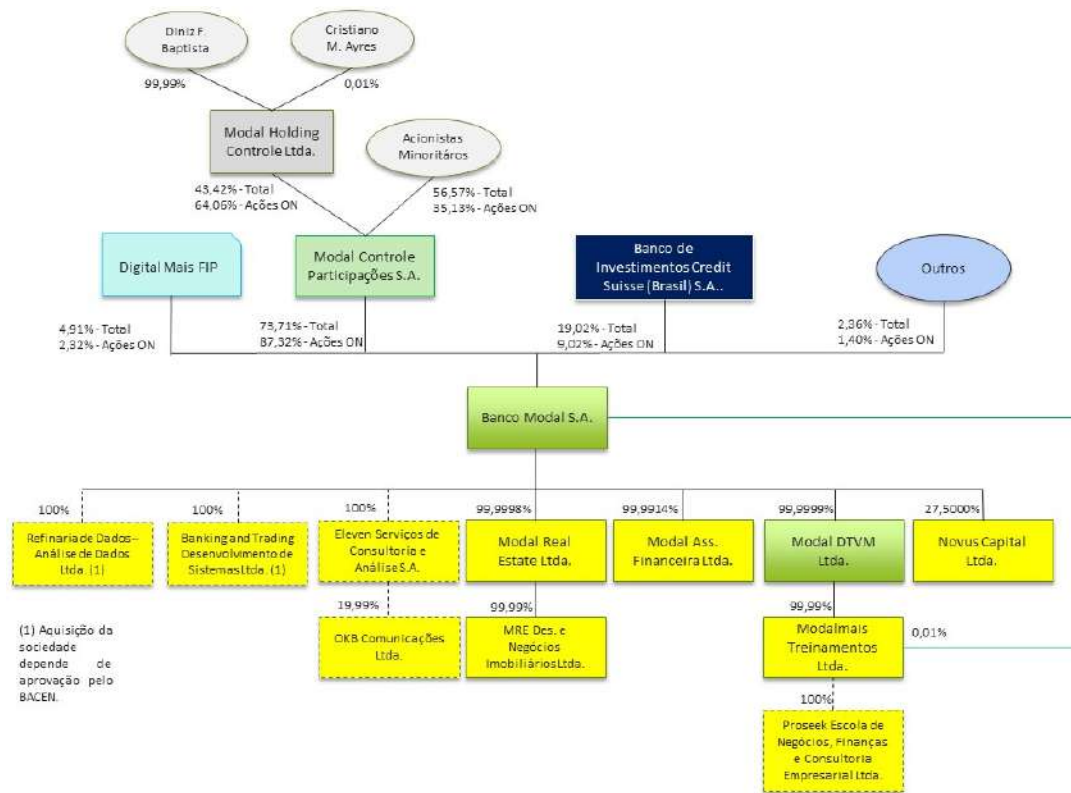 Diniz F.
Baptista
Cristiano
M. Ayres
99,99%
0,01%
Modal Holding
Controle Ltda.
Acionistas
Minoritáros
43,42% - Total
64,06% - Ações ON
56,57% - Total
35,13% - Ações ON
Digital Mais FIP
Modal Controle
Participações S.A.
Banco de
Investimentos Credit
Suisse (Brasil) S.A..
Outros
4,91% - Total
2,32% - Ações ON
73,71% - Total
87,32% - Ações ON
19,02% - Total
9,02% - Ações ON
2,36% - Total
1,40% - Ações ON
Banco Modal S.A.
100%
100%
100%
99,9998%
99,9914%
99,9999%
27,5000%
Refinaria de Dados–
Análise de Dados
Ltda. (1)
Banking and Trading
Desenvolvimento de
Sistemas Ltda. (1)
Eleven Serviços de
Consultoria e
Análise S.A.
Modal Real
Estate Ltda.
Modal Ass.
Financeira Ltda.
Modal DTVM
Ltda.
Novus Capital
Ltda.
19,99%
99,99%
99,99%
OKB Comunicações
Ltda.
MRE Des. e
Negócios
Imobiliários Ltda.
Modalmais
Treinamentos
Ltda.
0,01%
(1) Aquisição da
sociedade
depende de
aprovação pelo
BACEN.
100%
Proseek Escola de
Negócios, Finanças
e Consultoria
Empresarial Ltda.